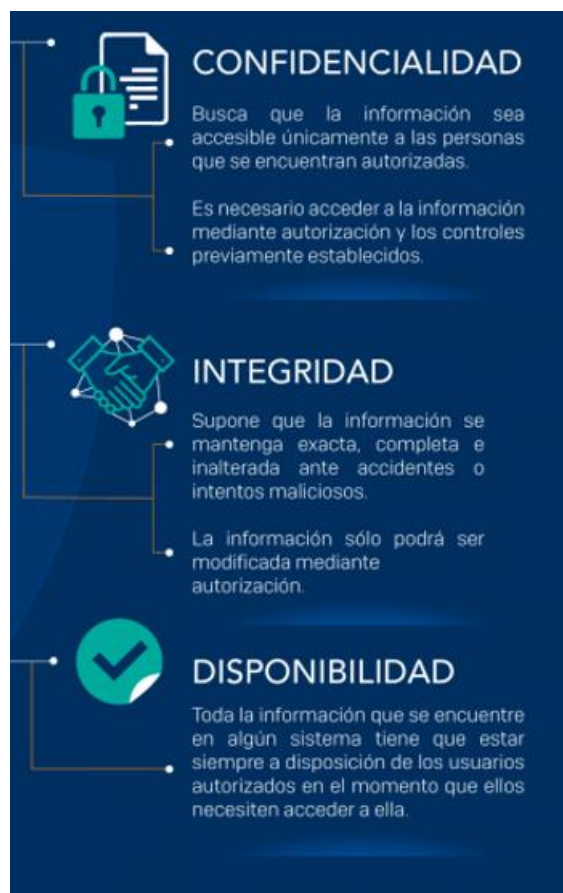 CONFIDENCIALIDAD
Busca que la información sea
accesible únicamente a las personas
que se encuentran autorizadas.
Es necesario acceder a la información
mediante autorización y los controles
previamente establecidos.
INTEGRIDAD
Supone que la información se
mantenga exacta, completa e
inalterada ante accidentes o
intentos maliciosos.
La información sólo podrá ser
modificada mediante
autorización.
DISPONIBILIDAD
Toda la información que se encuentre
en algún sistema tiene que estar
siempre a disposición de los usuarios
autorizados en el momento que ellos
necesiten acceder a ella.